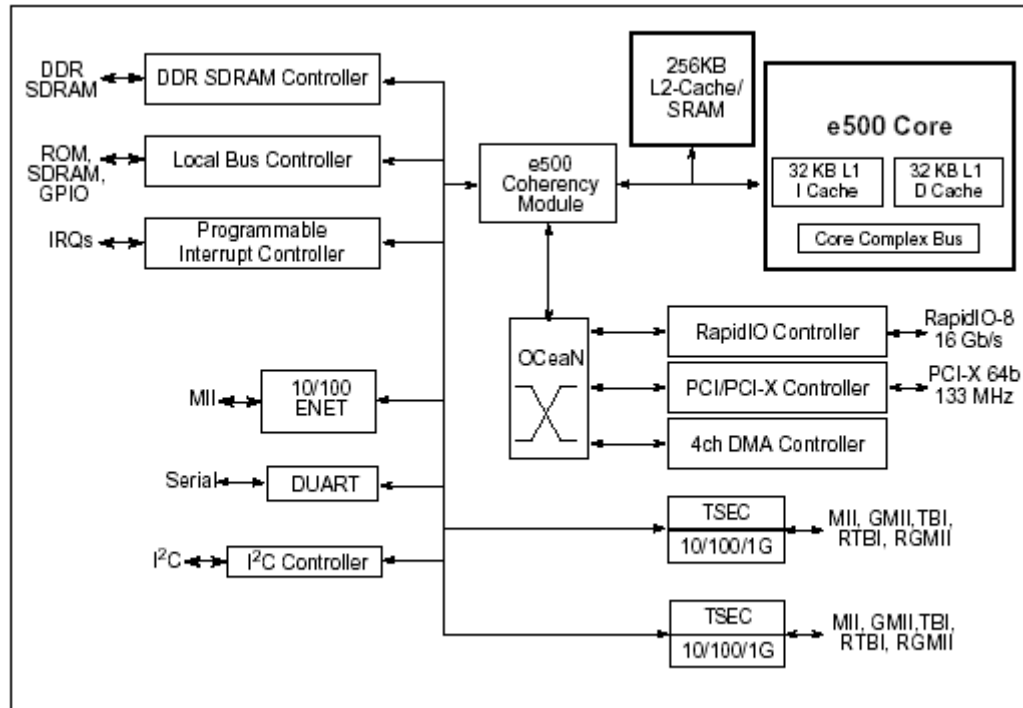 DDR
SDRAM
DDR SDRAM Controller
ROM,
SDRAM,
GPIO
Local Bus Controller
IRQs
Programmable
Interrupt Controller
MII
10/100
ENET
Serial
DUART
I²C
I²C Controller
e500
Coherency
Module
256KB
L2-Cache/
SRAM
e500 Core
32 KB L1
I Cache
32 KB L1
D Cache
Core Complex Bus
OCeaN
RapidIO Controller
RapidIO-8
16 Gb/s
PCI/PCI-X Controller
PCI-X 64b
133 MHz
4ch DMA Controller
TSEC
10/100/1G
MII, GMII,TBI,
RTBI, RGMII
TSEC
10/100/1G
MII, GMII,TBI,
RTBI, RGMII